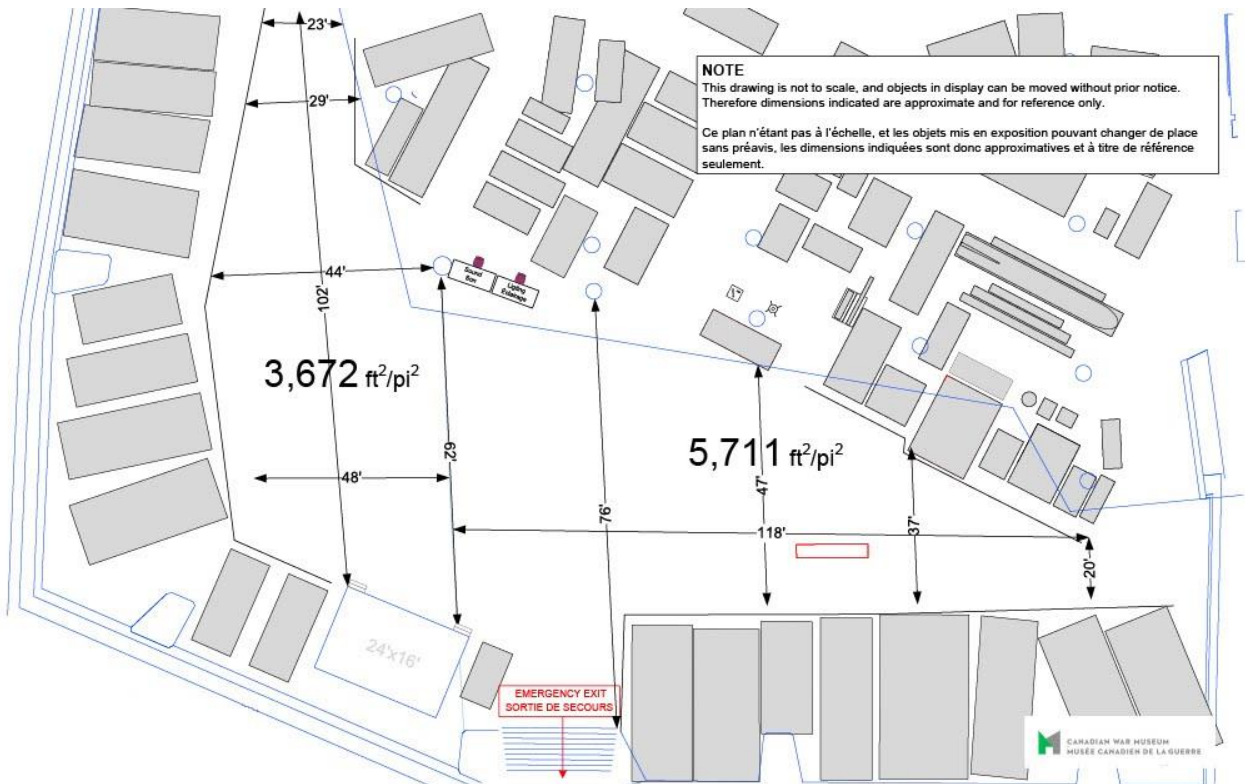 23'
NOTE
This drawing is not to scale, and objects in display can be moved without prior notice.
Therefore dimensions indicated are approximate and for reference only.
Ce plan n'étant pas à l'échelle, et les objets mis en exposition pouvant changer de place
sans préavis, les dimensions indiquées sont donc approximatives et à titre de référence
seulement.
29'
44'
Sound
Son
Ligting
Éclairage
102'
3,672 ft²/pi²
62'
5,711 ft²/pi²
48'
47'
76'
118'
37'
20'
24'x16'
EMERGENCY EXIT
SORTIE DE SECOURS
CANADIAN WAR MUSEUM
MUSÉE CANADIEN DE LA GUERRE